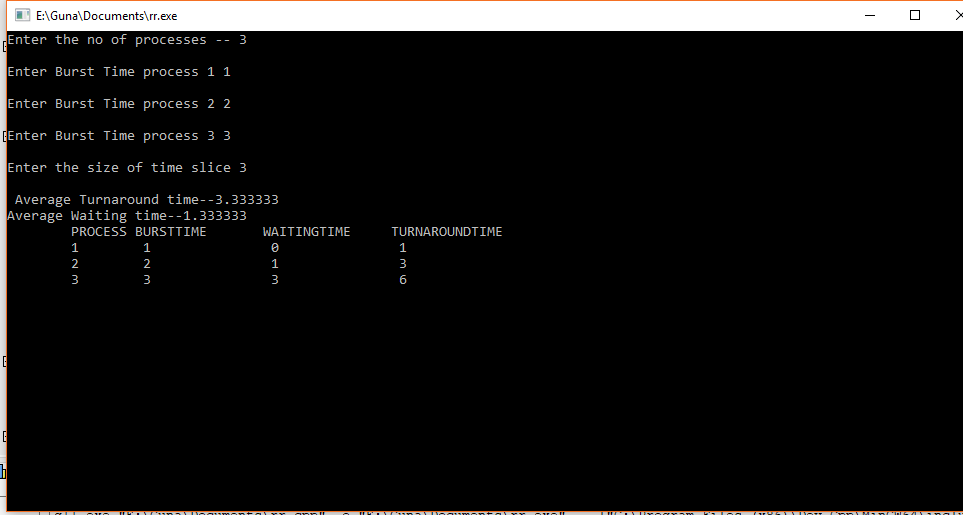 E:\Guna\Documents\rr.exe
Enter the no of processes -- 3
Enter Burst Time process 1 1
Enter Burst Time process 2 2
Enter Burst Time process 3 3
Enter the size of time slice 3
Average Turnaround time--3.333333
Average Waiting time--1.333333
PROCESS BURSTTIME WAITINGTIME TURNAROUNDTIME
1 1 0 1
2 2 1 3
3 3 3 6